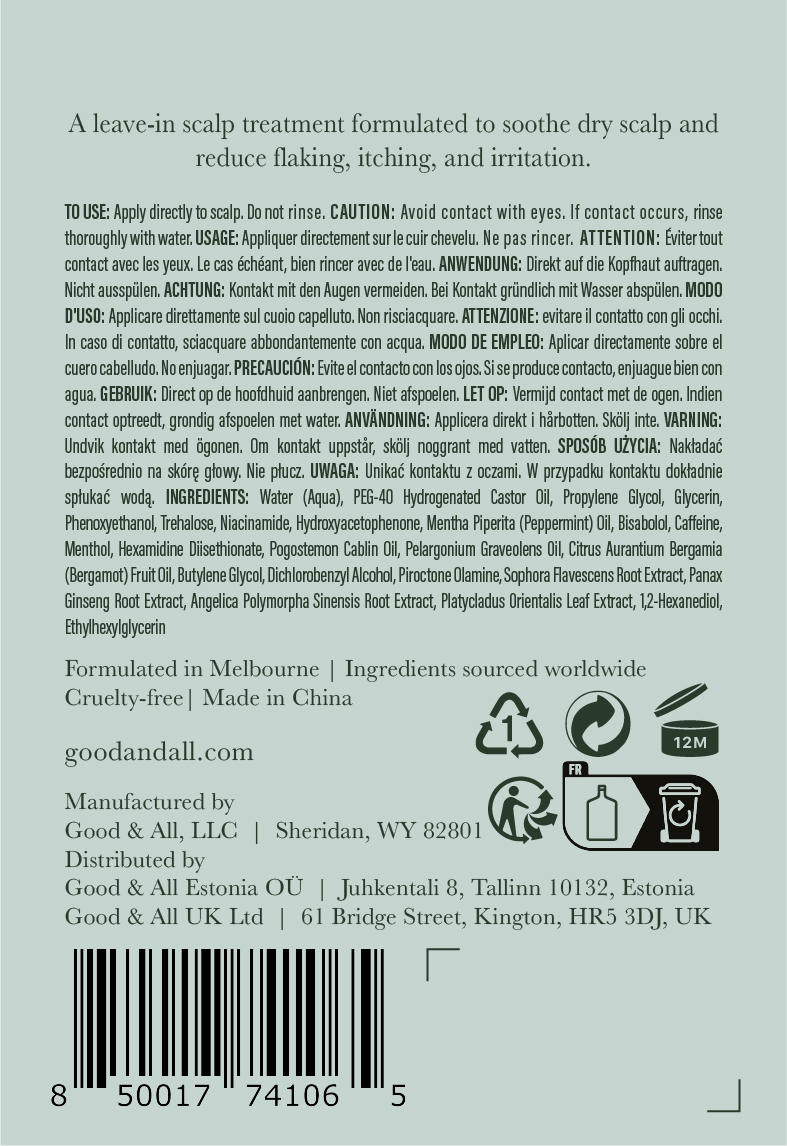 A leave-in scalp treatment formulated to soothe dry scalp and
reduce flaking, itching, and irritation.
TO USE: Apply directly to scalp. Do not rinse. CAUTION: Avoid contact with eyes. If contact occurs, rinse
thoroughly with water. USAGE: Appliquer directement sur le cuir chevelu. Ne pas rincer. ATTENTION: Éviter tout
contact avec les yeux. Le cas échéant, bien rincer avec de l'eau. ANWENDUNG: Direkt auf die Kopfhaut auftragen.
Nicht ausspülen. ACHTUNG: Kontakt mit den Augen vermeiden. Bei Kontakt gründlich mit Wasser abspülen. MODO
D'USO: Applicare direttamente sul cuoio capelluto. Non risciacquare. ATTENZIONE: evitare il contatto con gli occhi.
In caso di contatto, sciacquare abbondantemente con acqua. MODO DE EMPLEO: Aplicar directamente sobre el
cuero cabelludo. No enjuagar. PRECAUCIÓN: Evite el contacto con los ojos. Si se produce contacto, enjuague bien con
agua. GEBRUIK: Direct op de hoofdhuid aanbrengen. Niet afspoelen. LET OP: Vermijd contact met de ogen. Indien
contact optreedt, grondig afspoelen met water. ANVÄNDNING: Applicera direkt i hårbotten. Skölj inte. VARNING:
Undvik kontakt med ögonen. Om kontakt uppstår, skölj noggrant med vatten. SPOSÓB UŻYCIA: Nakładać
bezpośrednio na skórę głowy. Nie płucz. UWAGA: Unikać kontaktu z oczami. W przypadku kontaktu dokładnie
spłukać wodą. INGREDIENTS: Water (Aqua), PEG-40 Hydrogenated Castor Oil, Propylene Glycol, Glycerin,
Phenoxyethanol, Trehalose, Niacinamide, Hydroxyacetophenone, Mentha Piperita (Peppermint) Oil, Bisabolol, Caffeine,
Menthol, Hexamidine Diisethionate, Pogostemon Cablin Oil, Pelargonium Graveolens Oil, Citrus Aurantium Bergamia
(Bergamot) Fruit Oil, Butylene Glycol, Dichlorobenzyl Alcohol, Piroctone Olamine, Sophora Flavescens Root Extract, Panax
Ginseng Root Extract, Angelica Polymorpha Sinensis Root Extract, Platycladus Orientalis Leaf Extract, 1,2-Hexanediol,
Ethylhexylglycerin
Formulated in Melbourne | Ingredients sourced worldwide
Cruelty-free| Made in China
1
12M
goodandall.com
FR
Manufactured by
Good & All, LLC | Sheridan, WY 82801
Distributed by
Good & All Estonia OÜ | Juhkentali 8, Tallinn 10132, Estonia
Good & All UK Ltd | 61 Bridge Street, Kington, HR5 3DJ, UK
8 50017 74106 5